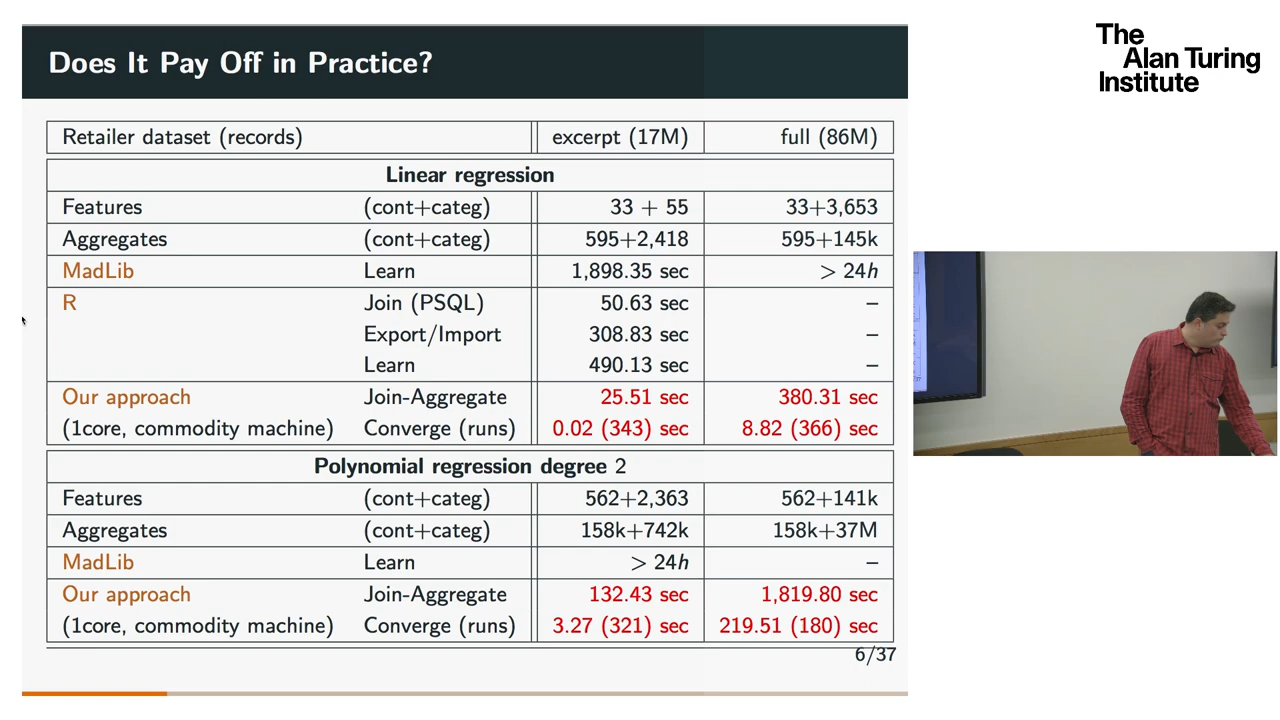 Does It Pay Off in Practice?
The
Alan Turing
Institute
Retailer dataset (records) excerpt (17M) full (86M)
Linear regression
Features (cont+categ) 33 + 55 33+3,653
Aggregates (cont+categ) 595+2,418 595+145k
MadLib Learn 1,898.35 sec > 24h
R Join (PSQL) 50.63 sec –
Export/Import 308.83 sec –
Learn 490.13 sec –
Our approach Join-Aggregate 25.51 sec 380.31 sec
(1core, commodity machine) Converge (runs) 0.02 (343) sec 8.82 (366) sec
Polynomial regression degree 2
Features (cont+categ) 562+2,363 562+141k
Aggregates (cont+categ) 158k+742k 158k+37M
MadLib Learn > 24h –
Our approach Join-Aggregate 132.43 sec 1,819.80 sec
(1core, commodity machine) Converge (runs) 3.27 (321) sec 219.51 (180) sec
6/37